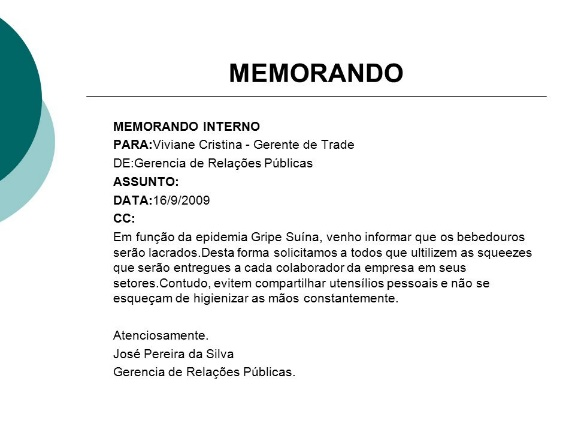 MEMORANDO
MEMORANDO INTERNO
PARA:Viviane Cristina - Gerente de Trade
DE:Gerencia de Relações Públicas
ASSUNTO:
DATA:16/9/2009
CC:
Em função da epidemia Gripe Suína, venho informar que os bebedouros
serão lacrados.Desta forma solicitamos a todos que ultilizem as squeezes
que serão entregues a cada colaborador da empresa em seus
setores.Contudo, evitem compartilhar utensílios pessoais e não se
esqueçam de higienizar as mãos constantemente.
Atenciosamente.
José Pereira da Silva
Gerencia de Relações Públicas.